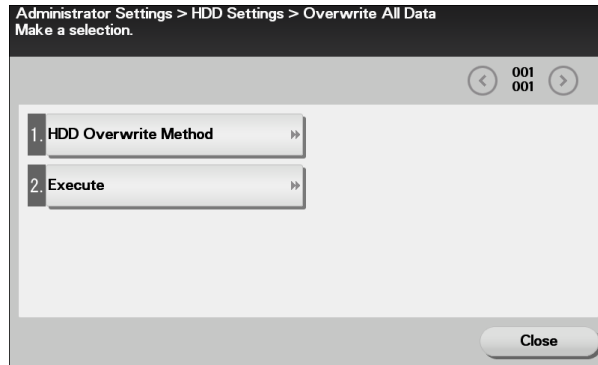 Administrator Settings > HDD Settings > Overwrite All Data
Make a selection.
001
001
1. HDD Overwrite Method
2. Execute
Close